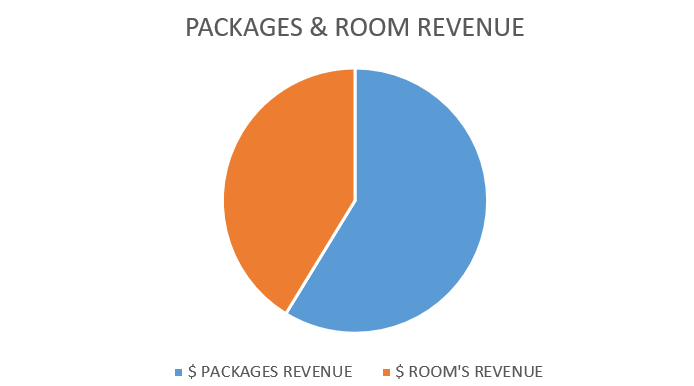 PACKAGES & ROOM REVENUE
$ PACKAGES REVENUE $ ROOM'S REVENUE